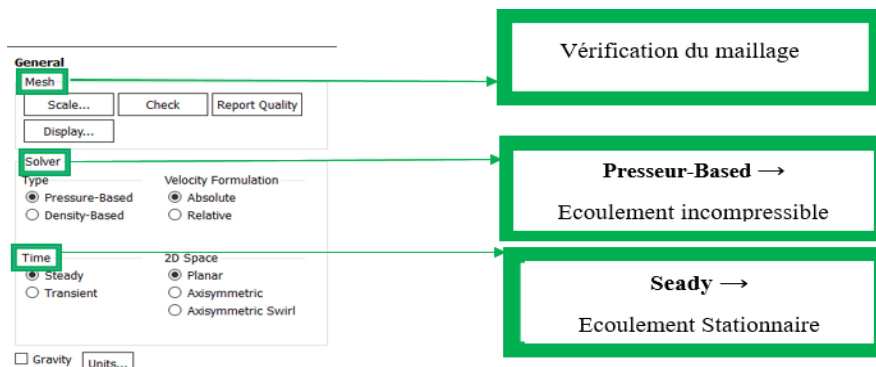 General
Mesh
Scale... Check Report Quality
Display...
Solver
Type Velocity Formulation
Pressure-Based Absolute
Density-Based Relative
Time 2D Space
Steady Planar
Transient Axisymmetric
Axisymmetric Swirl
Gravity Units...
Vérification du maillage
Presseur-Based →
Ecoulement incompressible
Seady →
Ecoulement Stationnaire